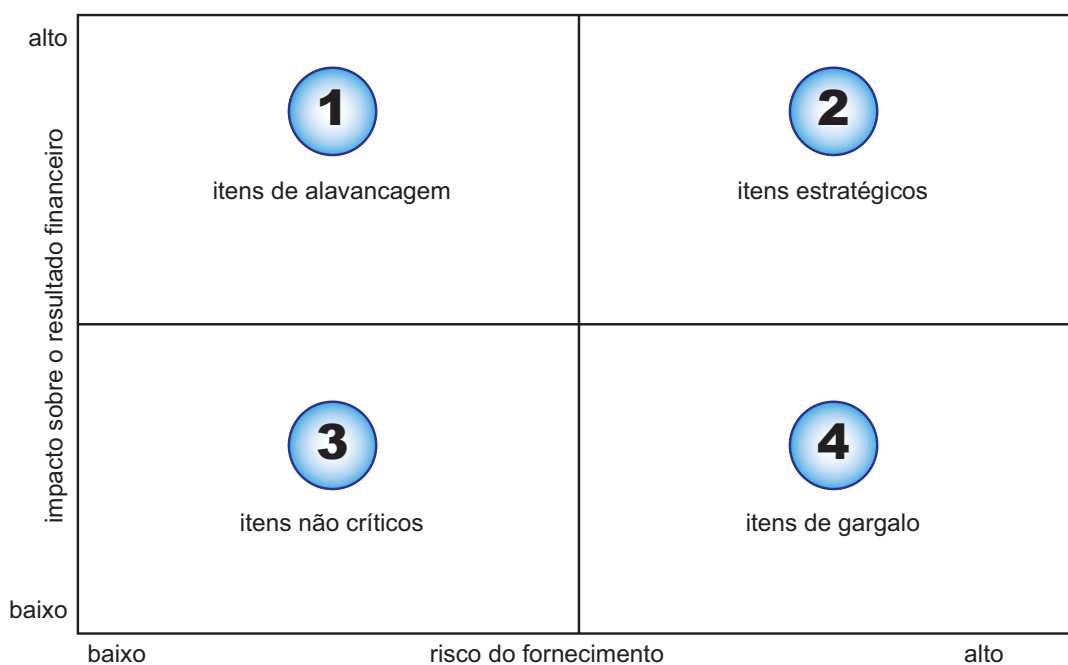 alto
1
2
itens de alavancagem
itens estratégicos
impacto sobre o resultado financeiro
3
4
itens não críticos
itens de gargalo
baixo
baixo
risco do fornecimento
alto